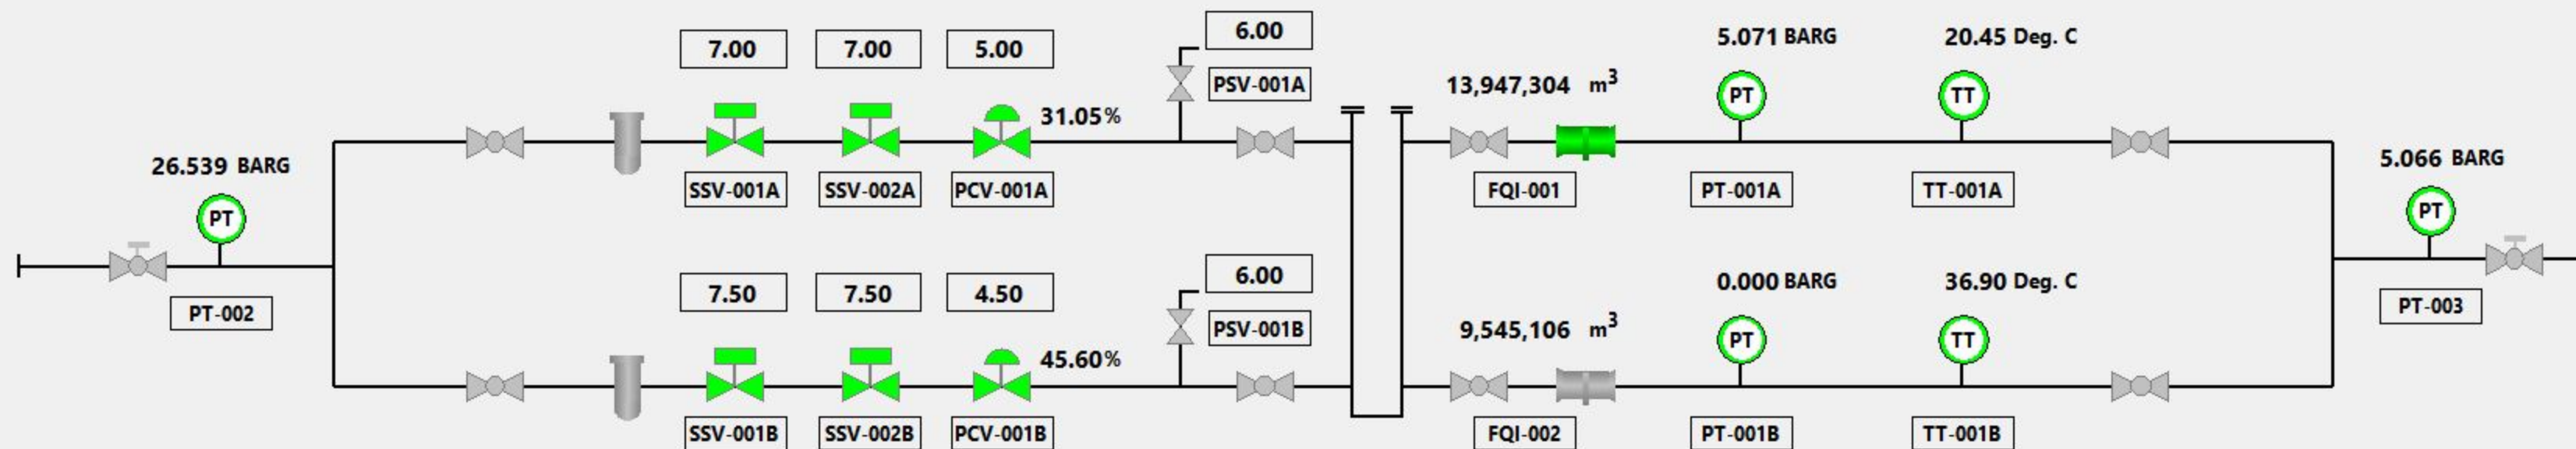 6.00
7.00 7.00 5.00
5.071 BARG 20.45 Deg. C
PSV-001A
13,947,304 m³
31.05%
PT TT
26.539 BARG
5.066 BARG
SSV-001A SSV-002A PCV-001A FQI-001 PT-001A TT-001A
PT PT
6.00
7.50 7.50 4.50
0.000 BARG 36.90 Deg. C
PT-002 PT-003
PSV-001B
9,545,106 m³
45.60%
PT TT
SSV-001B SSV-002B PCV-001B FQI-002 PT-001B TT-001B